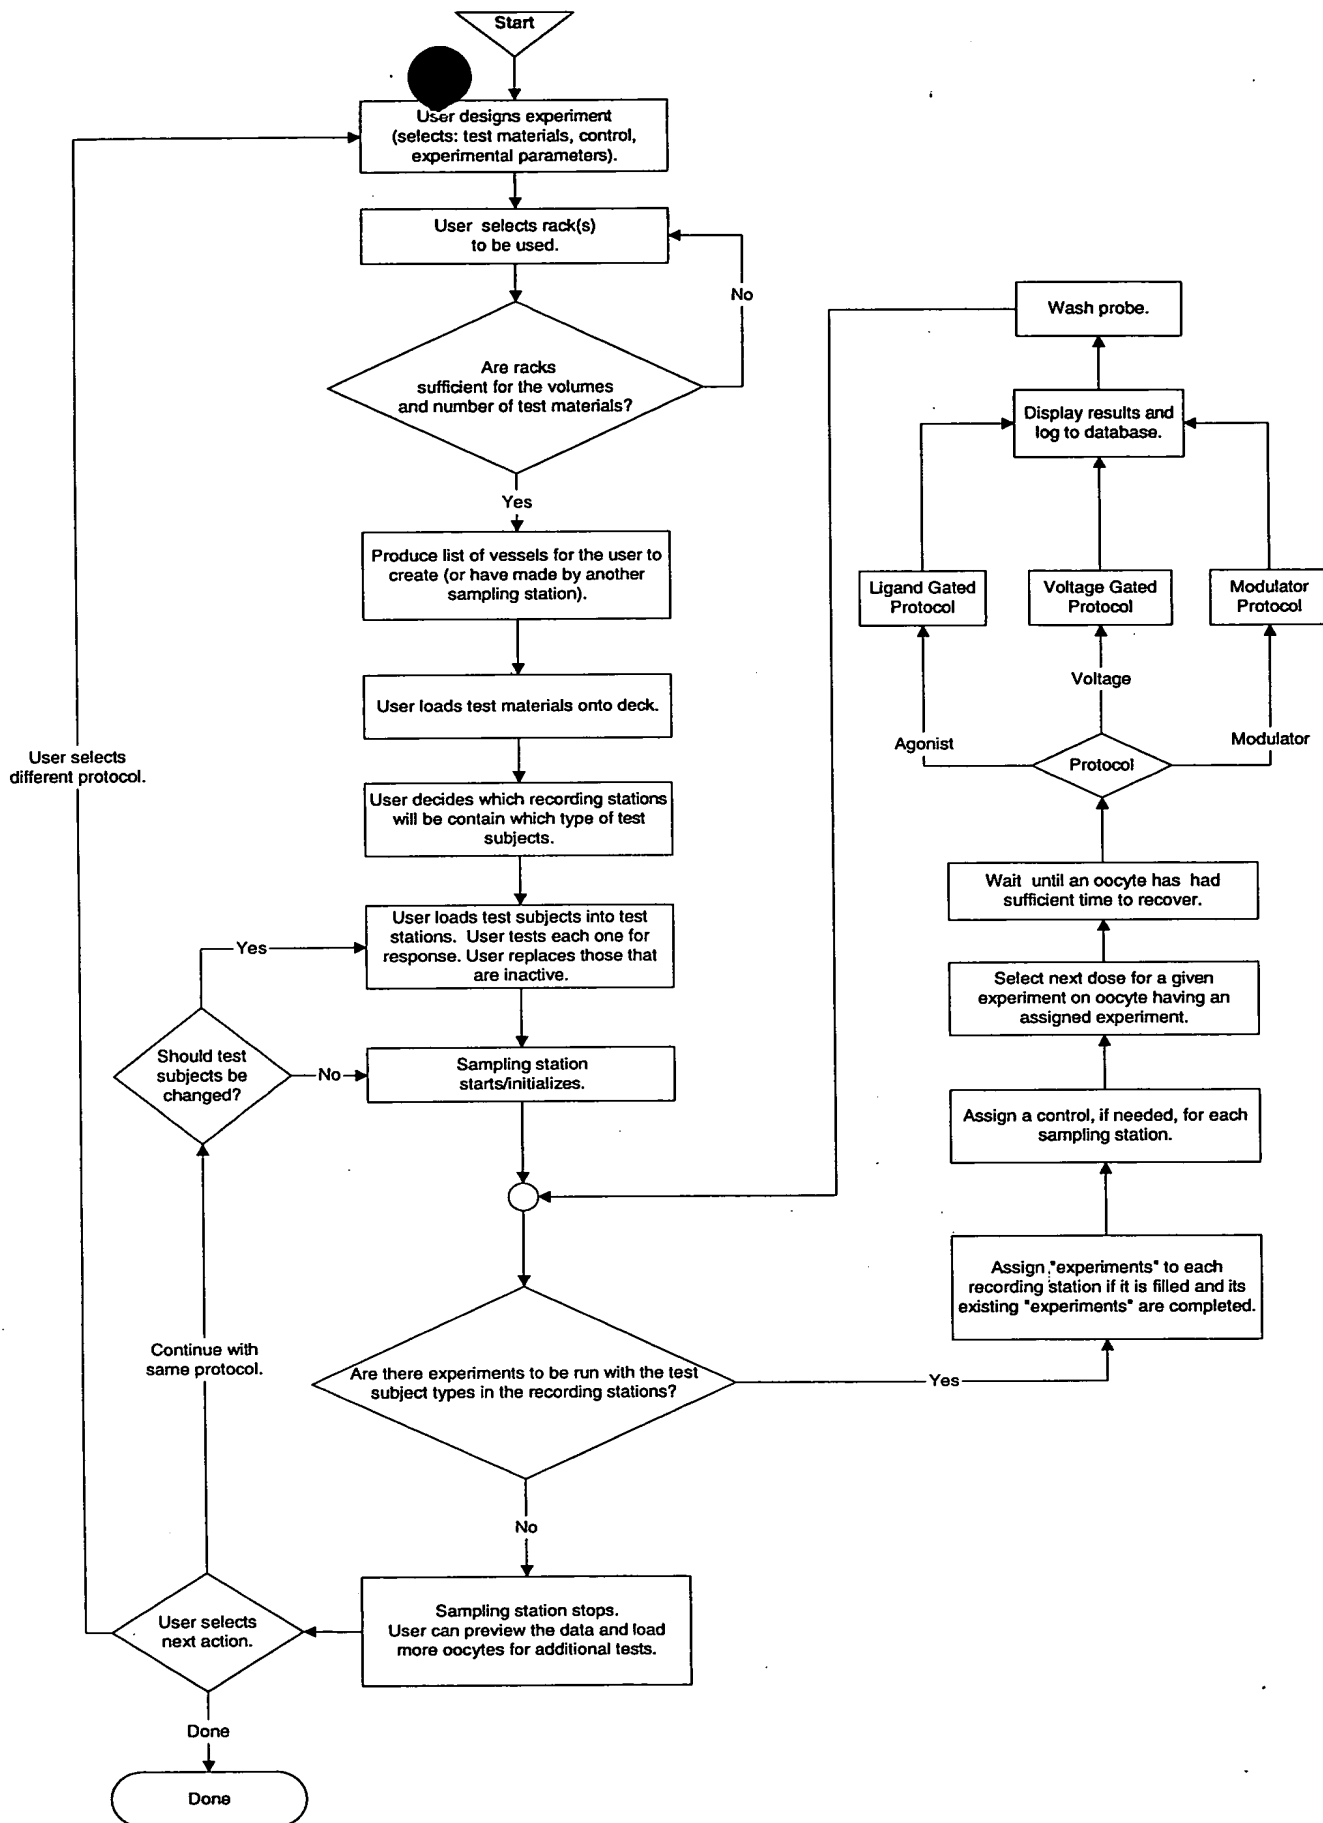 Start
User designs experiment
(selects: test materials, control,
experimental parameters).
User selects rack(s)
to be used.
No
Are racks
sufficient for the volumes
and number of test materials?
Yes
Produce list of vessels for the user to
create (or have made by another
sampling station).
User loads test materials onto deck.
User decides which recording stations
will be contain which type of test
subjects.
User loads test subjects into test
stations. User tests each one for
response. User replaces those that
are inactive.
Yes
Should test
subjects be
changed?
No
Sampling station
starts/initializes.
User selects
different protocol.
Continue with
same protocol.
Are there experiments to be run with the test
subject types in the recording stations?
Yes
No
Sampling station stops.
User can preview the data and load
more oocytes for additional tests.
User selects
next action.
Done
Done
Wash probe.
Display results and
log to database.
Ligand Gated
Protocol
Voltage Gated
Protocol
Modulator
Protocol
Voltage
Agonist
Modulator
Protocol
Wait until an oocyte has had
sufficient time to recover.
Select next dose for a given
experiment on oocyte having an
assigned experiment.
Assign a control, if needed, for each
sampling station.
Assign "experiments" to each
recording station if it is filled and its
existing "experiments" are completed.